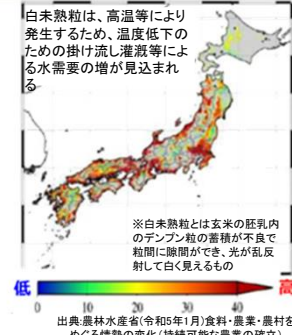 白未熟粒は、高温等により
発生するため、温度低下の
ための掛け流し灌漑等によ
る水需要の増が見込まれ
る
※白未熟粒とは玄米の胚乳内
のデンプン粒の蓄積が不良で
粒間に隙間ができ、光が乱反
射して白く見えるもの
低 高
0 10 20 30 40
出典:農林水産省(令和5年1月)食料・農業・農村を
めぐる情勢の変化(持続可能な農業の確立)